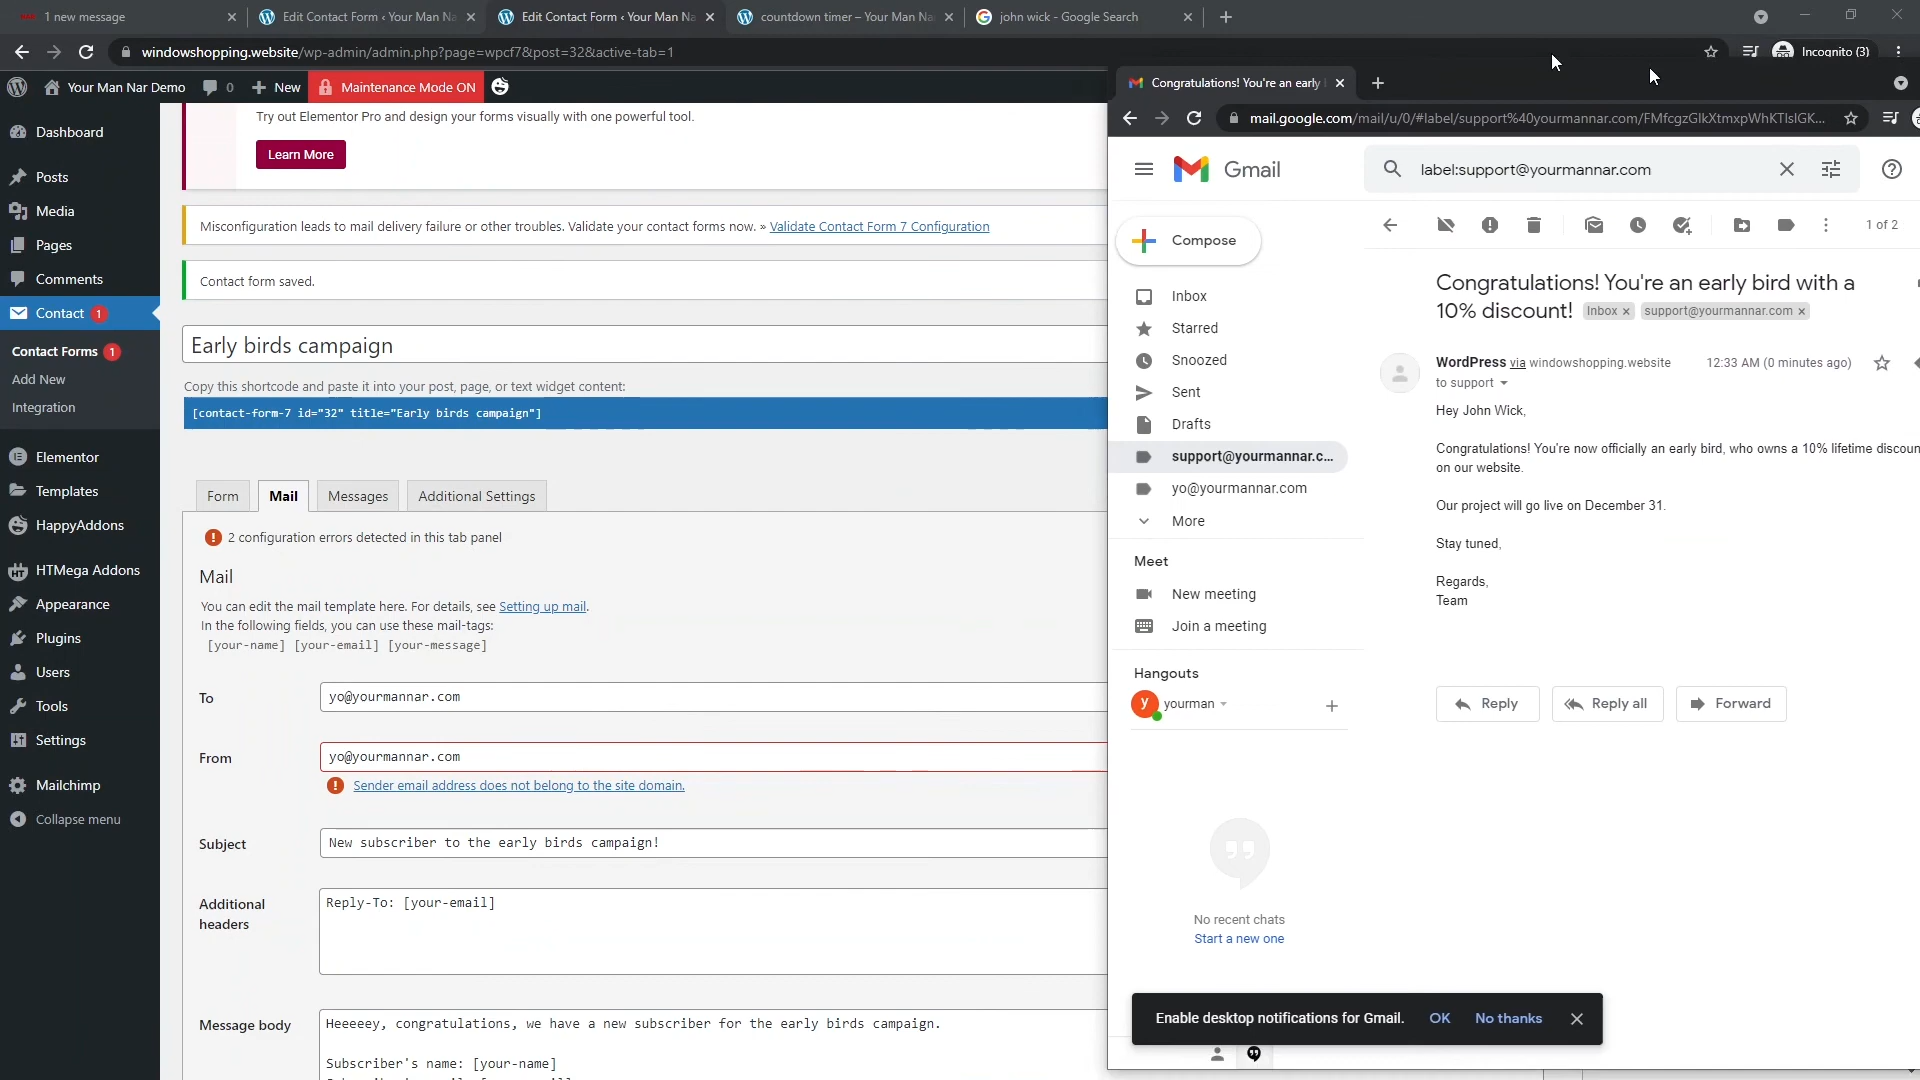 1 new message
Edit Contact Form ‹ Your Man Na
Edit Contact Form ‹ Your Man Na
countdown timer – Your Man Na
john wick - Google Search
windowshopping.website/wp-admin/admin.php?page=wpcf7&post=32&active-tab=1
Incognito (3)
Your Man Nar Demo
0
New
Maintenance Mode ON
Dashboard
Posts
Media
Pages
Comments
Contact 1
Contact Forms 1
Add New
Integration
Elementor
Templates
HappyAddons
HTMega Addons
Appearance
Plugins
Users
Tools
Settings
Mailchimp
Collapse menu
Try out Elementor Pro and design your forms visually with one powerful tool.
Learn More
Misconfiguration leads to mail delivery failure or other troubles. Validate your contact forms now. » Validate Contact Form 7 Configuration
Contact form saved.
Early birds campaign
Copy this shortcode and paste it into your post, page, or text widget content:
[contact-form-7 id="32" title="Early birds campaign"]
Form
Mail
Messages
Additional Settings
2 configuration errors detected in this tab panel
Mail
You can edit the mail template here. For details, see Setting up mail.
In the following fields, you can use these mail-tags:
[your-name] [your-email] [your-message]
To
yo@yourmannar.com
From
yo@yourmannar.com
Sender email address does not belong to the site domain.
Subject
New subscriber to the early birds campaign!
Additional
headers
Reply-To: [your-email]
Message body
Heeeeey, congratulations, we have a new subscriber for the early birds campaign.
Subscriber's name: [your-name]
Congratulations! You're an early
mail.google.com/mail/u/0/#label/support%40yourmannar.com/FMfcgzGlkXtmxpWhKTlslGK...
Gmail
label:support@yourmannar.com
Compose
1 of 2
Inbox
Starred
Snoozed
Sent
Drafts
support@yourmannar.c...
yo@yourmannar.com
More
Meet
New meeting
Join a meeting
Hangouts
y
yourman
No recent chats
Start a new one
Congratulations! You're an early bird with a
10% discount!
Inbox
support@yourmannar.com
WordPress via windowshopping.website
12:33 AM (0 minutes ago)
to support
Hey John Wick,
Congratulations! You're now officially an early bird, who owns a 10% lifetime discoun
on our website.
Our project will go live on December 31.
Stay tuned,
Regards,
Team
Reply
Reply all
Forward
Enable desktop notifications for Gmail.
OK
No thanks